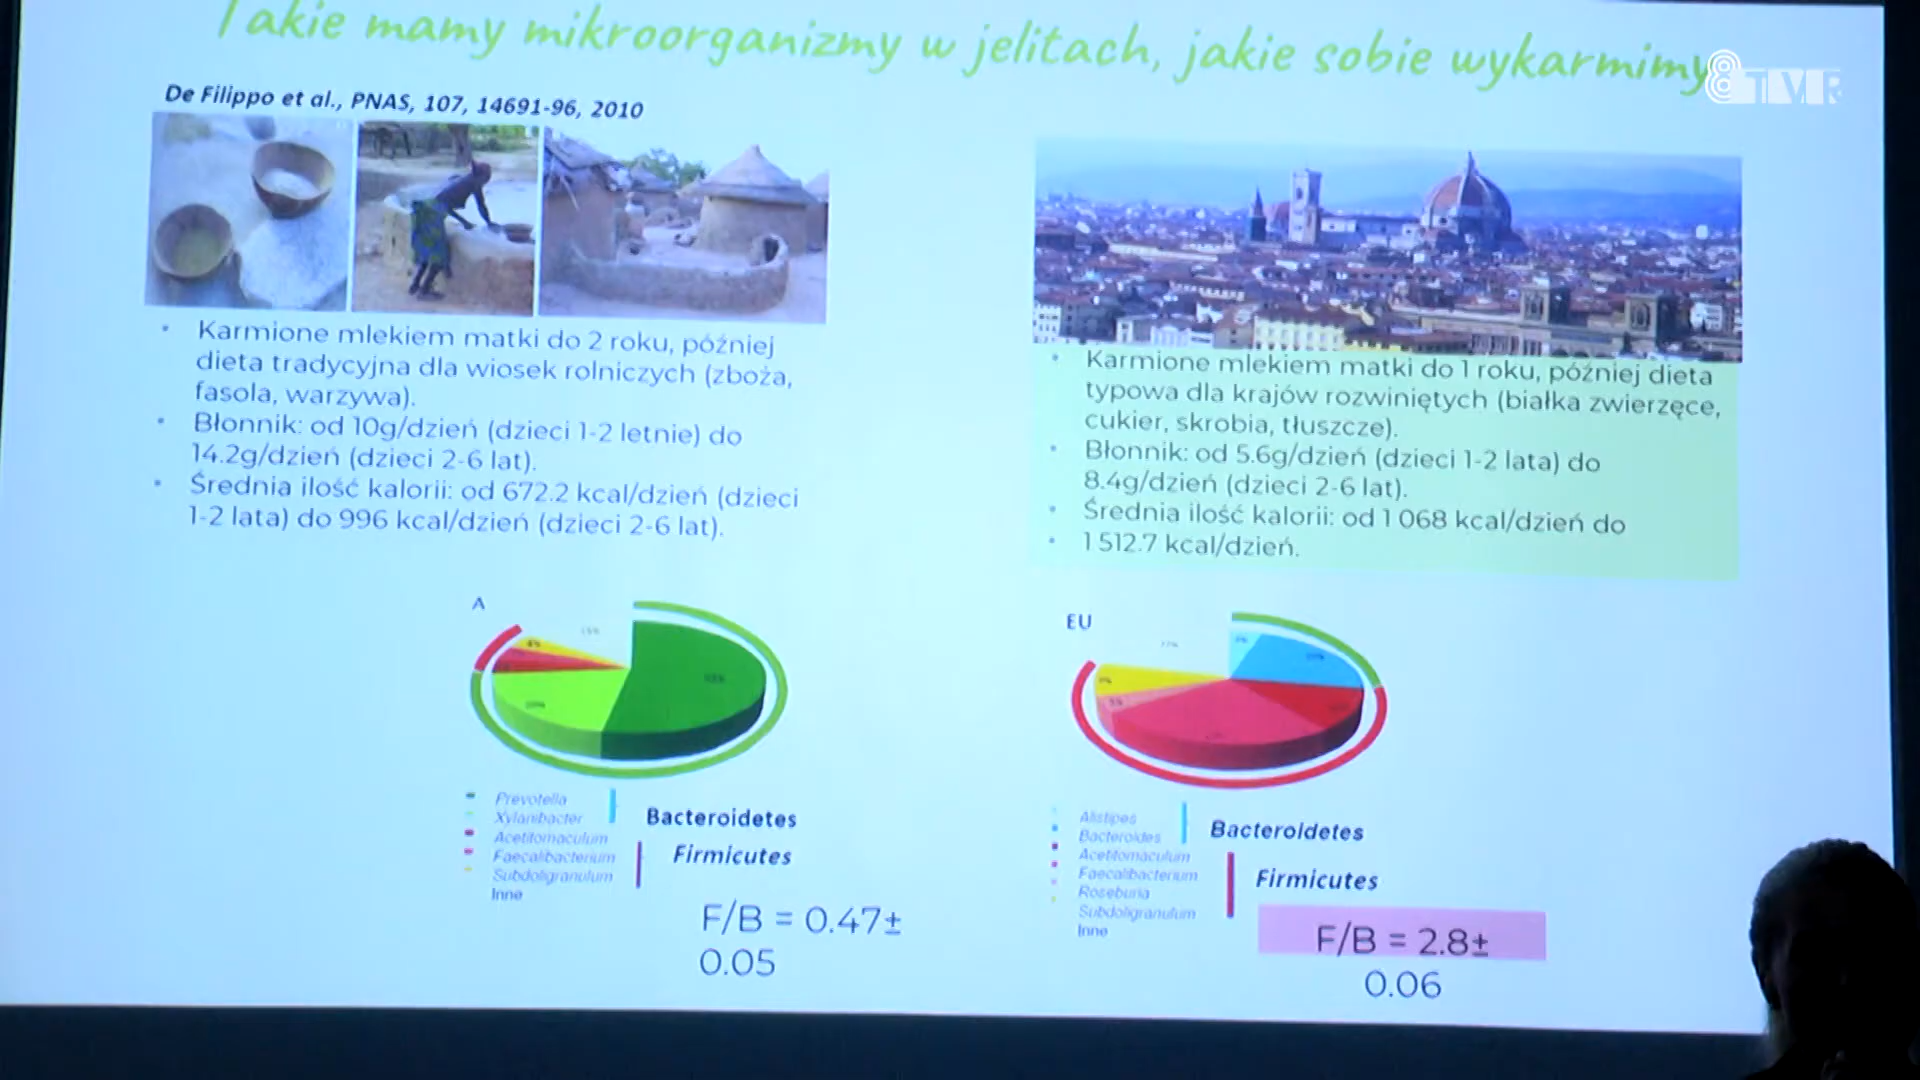 Takie mamy mikroorganizmy w jelitach, jakie sobie wykarmimy
TVR
De Filippo et al., PNAS, 107, 14691-96, 2010
• Karmione mlekiem matki do 2 roku, później
dieta tradycyjna dla wiosek rolniczych (zboża,
fasola, warzywa).
• Błonnik: od 10g/dzień (dzieci 1-2 letnie) do
14.2g/dzień (dzieci 2-6 lat).
• Średnia ilość kalorii: od 672.2 kcal/dzień (dzieci
1-2 lata) do 996 kcal/dzień (dzieci 2-6 lat).
• Karmione mlekiem matki do 1 roku, później dieta
typowa dla krajów rozwiniętych (białka zwierzęce,
cukier, skrobia, tłuszcze).
• Błonnik: od 5.6g/dzień (dzieci 1-2 lata) do
8.4g/dzień (dzieci 2-6 lat).
• Średnia ilość kalorii: od 1 068 kcal/dzień do
• 1 512.7 kcal/dzień.
A
Prevotella
Xylanibacter
Acetitomaculum
Faecalibacterium
Subdoligranulum
Inne
Bacteroidetes
Firmicutes
F/B = 0.47±
0.05
EU
Alistipes
Bacteroides
Acetitomaculum
Faecalibacterium
Roseburia
Subdoligranulum
Inne
Bacteroidetes
Firmicutes
F/B = 2.8±
0.06